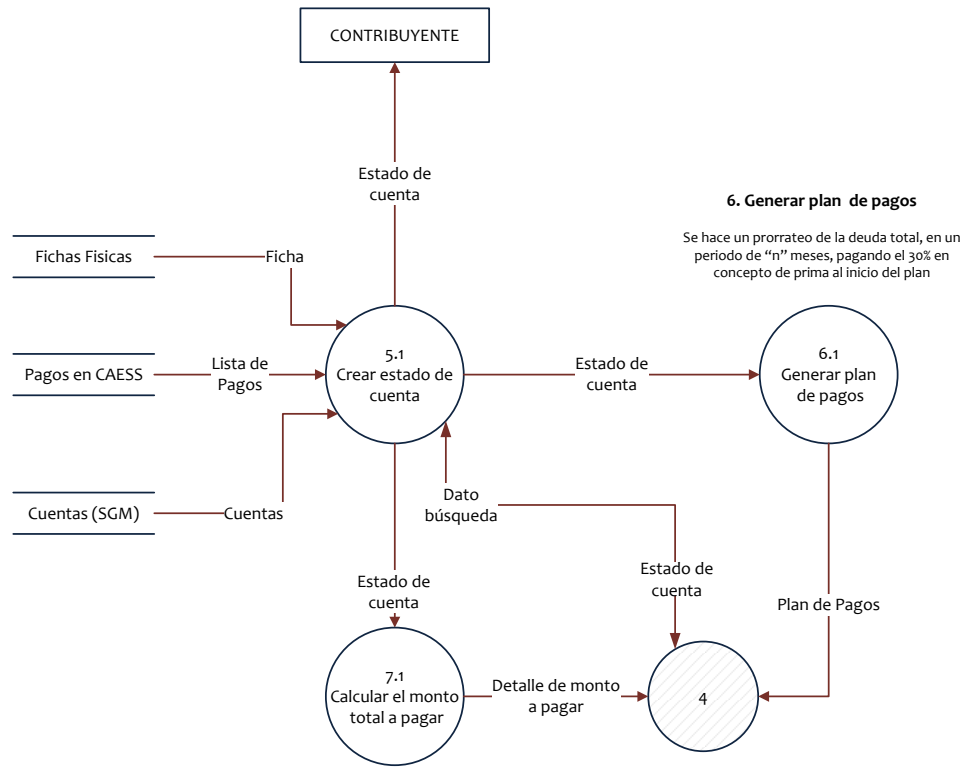 CONTRIBUYENTE
Estado de
cuenta
6. Generar plan de pagos
Se hace un prorrateo de la deuda total, en un
periodo de “n” meses, pagando el 30% en
concepto de prima al inicio del plan
Fichas Fisicas
Ficha
5.1
Crear estado de
cuenta
6.1
Generar plan
de pagos
Pagos en CAESS
Lista de
Pagos
Estado de
cuenta
Cuentas (SGM)
Cuentas
Dato
búsqueda
Estado de
cuenta
Estado de
cuenta
Plan de Pagos
7.1
Calcular el monto
total a pagar
Detalle de monto
a pagar
4